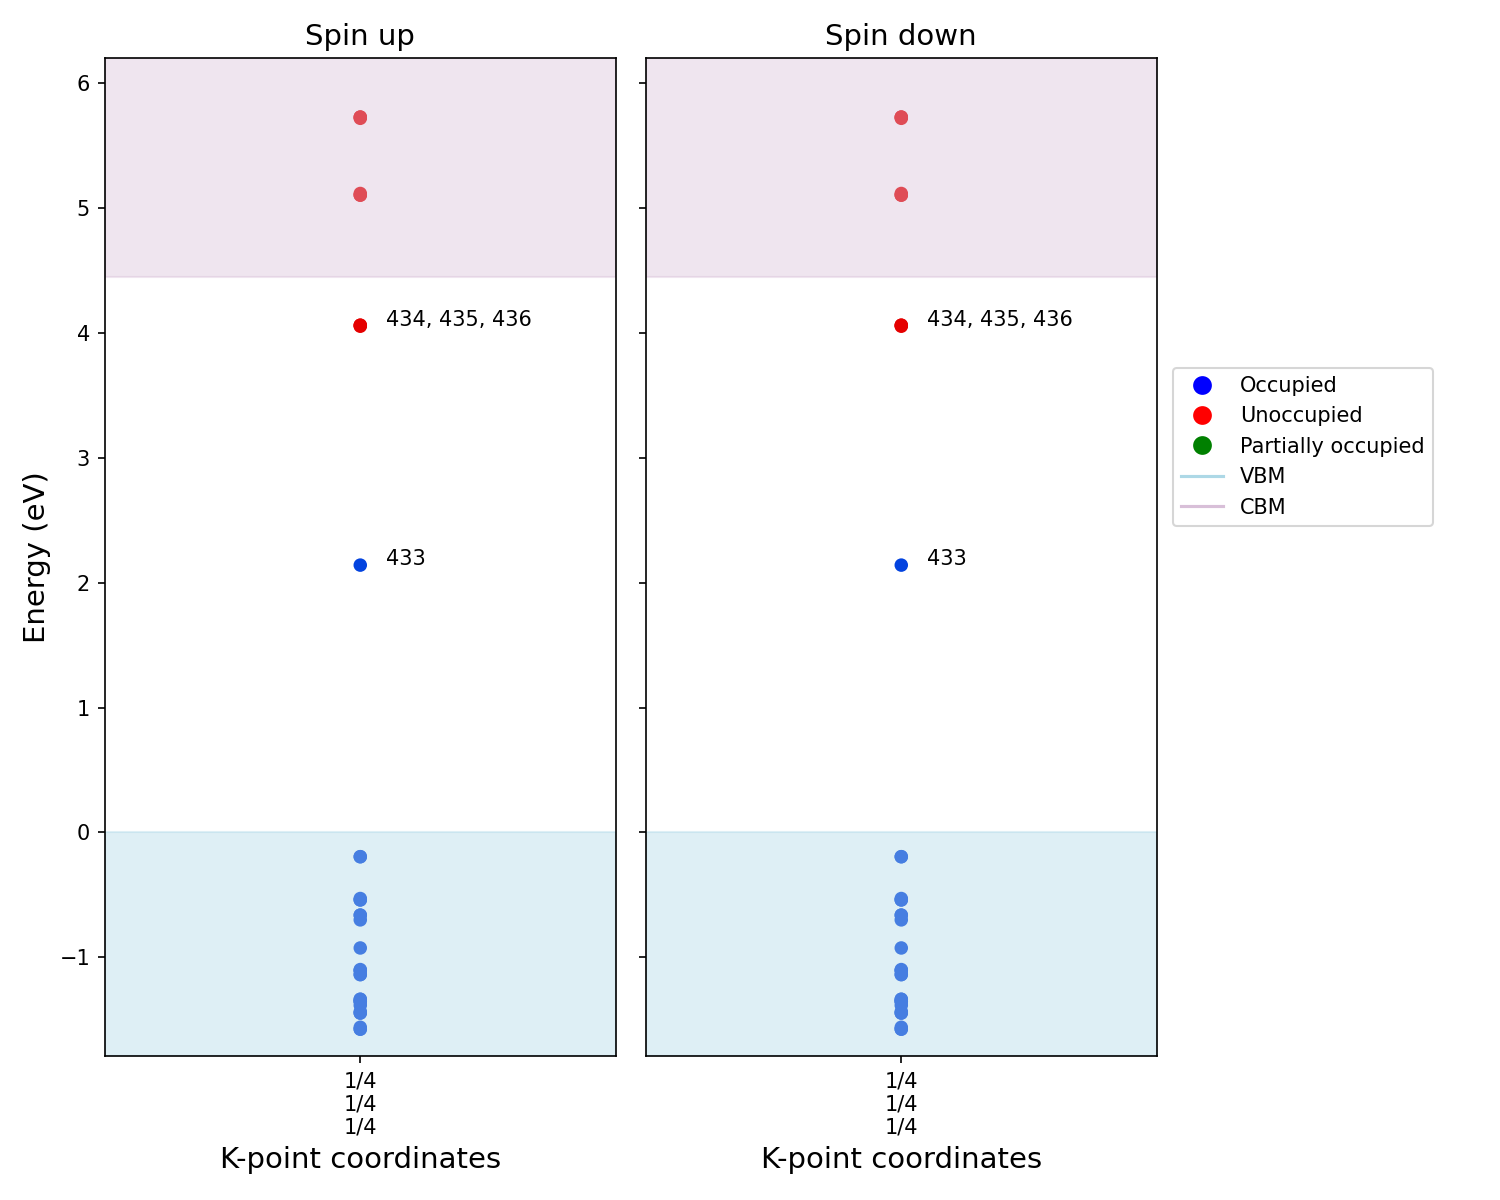 Spin up
Spin down
Energy (eV)
6
5
4
3
2
1
0
−1
434, 435, 436
433
434, 435, 436
433
1/4
1/4
1/4
1/4
1/4
1/4
K-point coordinates
K-point coordinates
Occupied
Unoccupied
Partially occupied
VBM
CBM